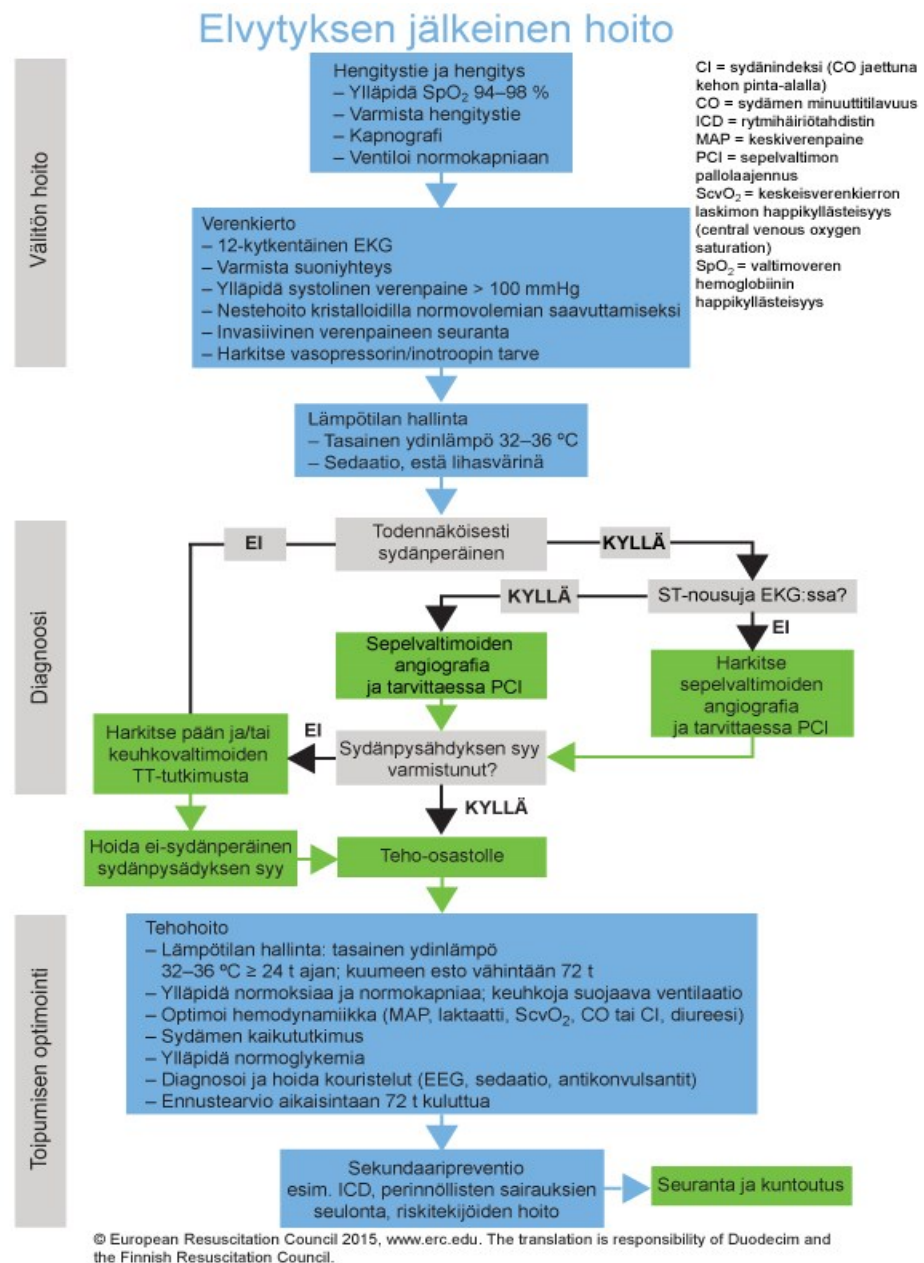 Elvytyksen jälkeinen hoito
Välitön hoito
Hengitystie ja hengitys
– Ylläpidä SpO₂ 94–98 %
– Varmista hengitystie
– Kapnografi
– Ventiloi normokapniaan
CI = sydänindeksi (CO jaettuna
kehon pinta-alalla)
CO = sydämen minuuttitilavuus
ICD = rytmihäiriötahdistin
MAP = keskiverenpaine
PCI = sepelvaltimon
pallolaajennus
ScvO₂ = keskeisverenkierron
laskimon happikyllästeisyys
(central venous oxygen
saturation)
SpO₂ = valtimoveren
hemoglobiinin
happikyllästeisyys
Verenkierto
– 12-kytkentäinen EKG
– Varmista suoniyhteys
– Ylläpidä systolinen verenpaine > 100 mmHg
– Nestehoito kristalloidilla normovolemian saavuttamiseksi
– Invasiivinen verenpaineen seuranta
– Harkitse vasopressorin/inotroopin tarve
Lämpötilan hallinta
– Tasainen ydinlämpö 32–36 ºC
– Sedaatio, estä lihasvärinä
Diagnoosi
EI
Todennäköisesti
sydänperäinen
KYLLÄ
KYLLÄ
ST-nousuja EKG:ssa?
EI
Sepelvaltimoiden
angiografia
ja tarvittaessa PCI
Harkitse
sepelvaltimoiden
angiografia
ja tarvittaessa PCI
Harkitse pään ja/tai
keuhkovaltimoiden
TT-tutkimusta
EI
Sydänpysähdyksen syy
varmistunut?
KYLLÄ
Hoida ei-sydänperäinen
sydänpysädyksen syy
Teho-osastolle
Toipumisen optimointi
Tehohoito
– Lämpötilan hallinta: tasainen ydinlämpö
32–36 ºC ≥ 24 t ajan; kuumeen esto vähintään 72 t
– Ylläpidä normoksiaa ja normokapniaa; keuhkoja suojaava ventilaatio
– Optimoi hemodynamiikka (MAP, laktaatti, ScvO₂, CO tai CI, diureesi)
– Sydämen kaikututkimus
– Ylläpidä normoglykemia
– Diagnosoi ja hoida kouristelut (EEG, sedaatio, antikonvulsantit)
– Ennustearvio aikaisintaan 72 t kuluttua
Sekundaaripreventio
esim. ICD, perinnöllisten sairauksien
seulonta, riskitekijöiden hoito
Seuranta ja kuntoutus
© European Resuscitation Council 2015, www.erc.edu. The translation is responsibility of Duodecim and
the Finnish Resuscitation Council.